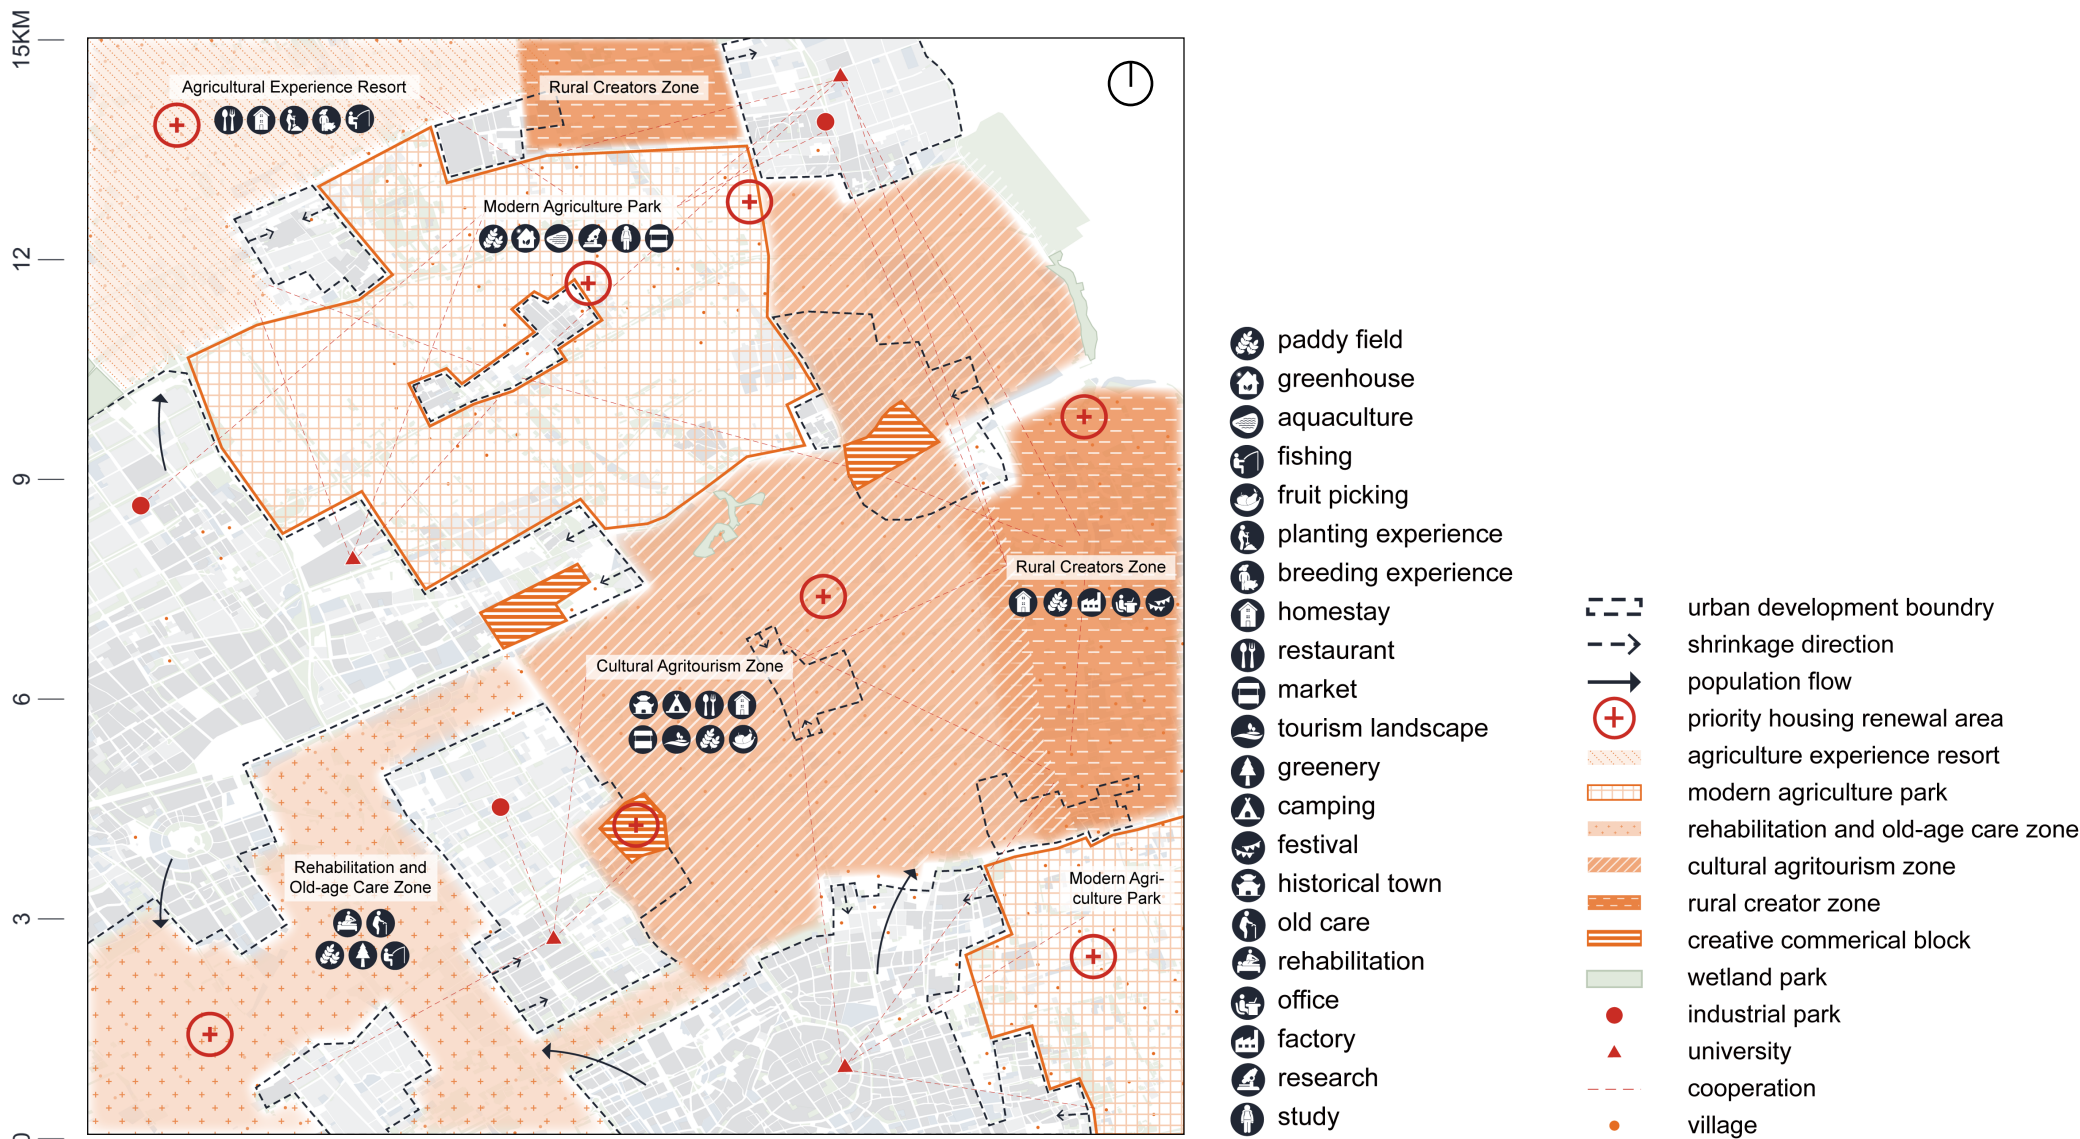 15KM
12
9
6
3
0
Agricultural Experience Resort
Rural Creators Zone
Modern Agriculture Park
Rural Creators Zone
Cultural Agritourism Zone
Rehabilitation and
Old-age Care Zone
Modern Agri-
culture Park
paddy field
greenhouse
aquaculture
fishing
fruit picking
planting experience
breeding experience
homestay
restaurant
market
tourism landscape
greenery
camping
festival
historical town
old care
rehabilitation
office
factory
research
study
urban development boundry
shrinkage direction
population flow
priority housing renewal area
agriculture experience resort
modern agriculture park
rehabilitation and old-age care zone
cultural agritourism zone
rural creator zone
creative commerical block
wetland park
industrial park
university
cooperation
village